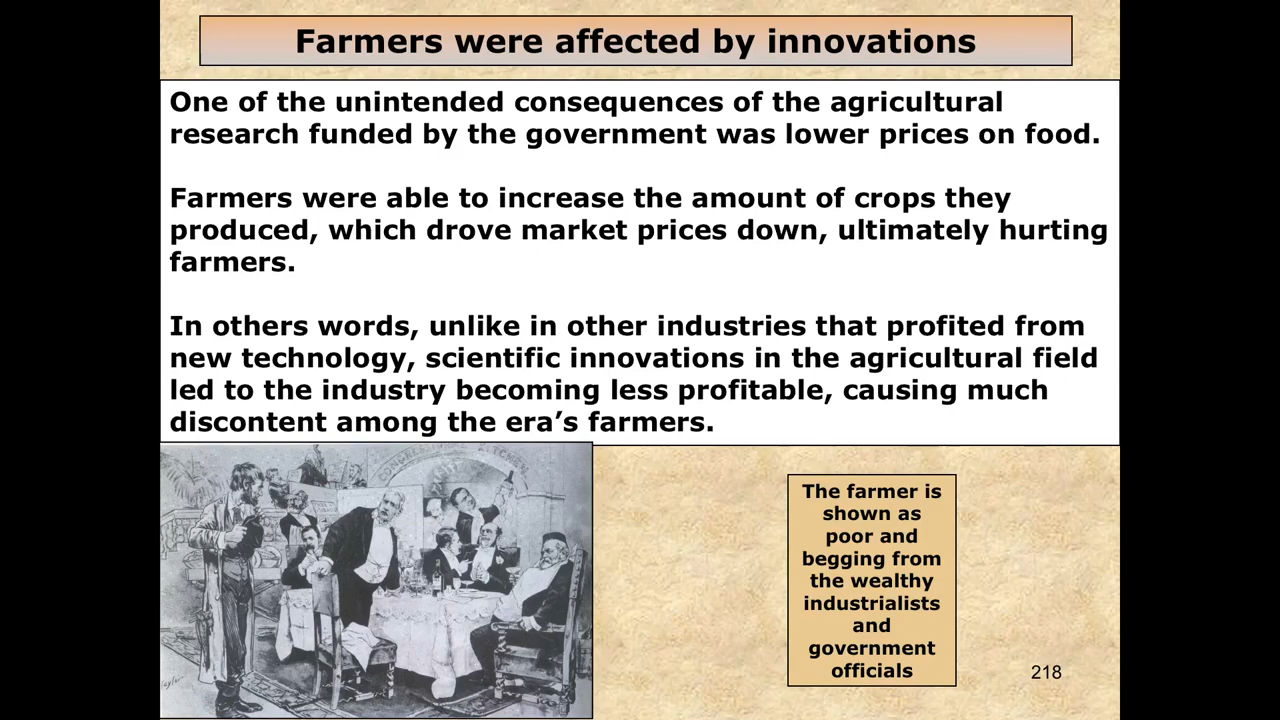 Farmers were affected by innovations
One of the unintended consequences of the agricultural
research funded by the government was lower prices on food.
Farmers were able to increase the amount of crops they
produced, which drove market prices down, ultimately hurting
farmers.
In others words, unlike in other industries that profited from
new technology, scientific innovations in the agricultural field
led to the industry becoming less profitable, causing much
discontent among the era’s farmers.
The farmer is
shown as
poor and
begging from
the wealthy
industrialists
and
government
officials
218